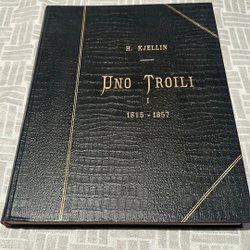 H. KJELLIN
UNO TROILI
I
1815 - 1857